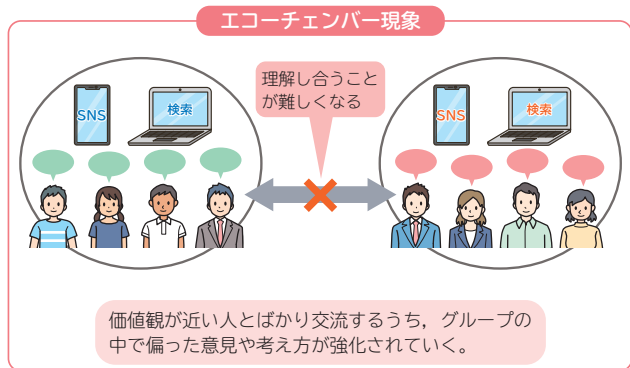 エコーチェンバー現象
SNS
検索
理解し合うこと
が難しくなる
SNS
検索
価値観が近い人とばかり交流するうち，グループの
中で偏った意見や考え方が強化されていく。